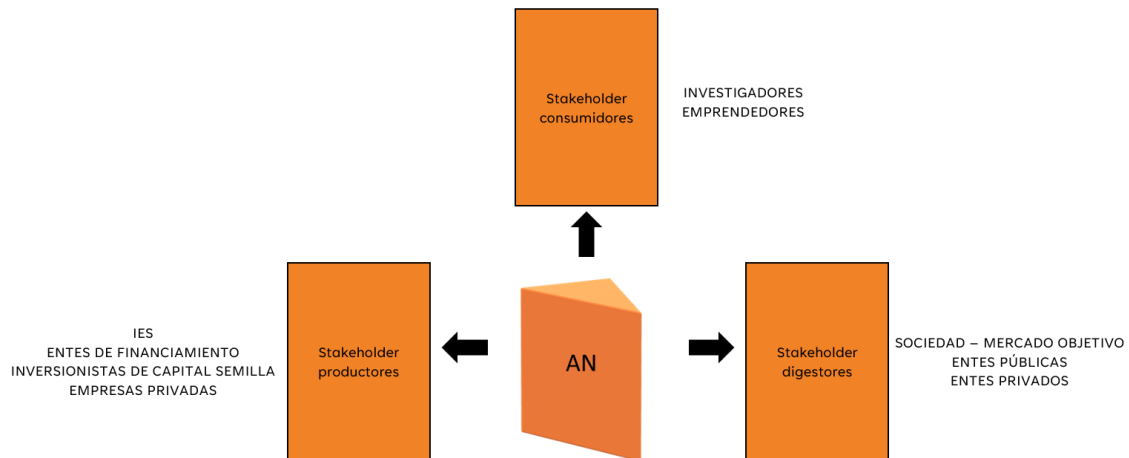 Stakeholder
consumidores
INVESTIGADORES
EMPRENDEDORES
IES
ENTES DE FINANCIAMIENTO
INVERSIONISTAS DE CAPITAL SEMILLA
EMPRESAS PRIVADAS
Stakeholder
productores
AN
Stakeholder
digestores
SOCIEDAD – MERCADO OBJETIVO
ENTES PÚBLICAS
ENTES PRIVADOS